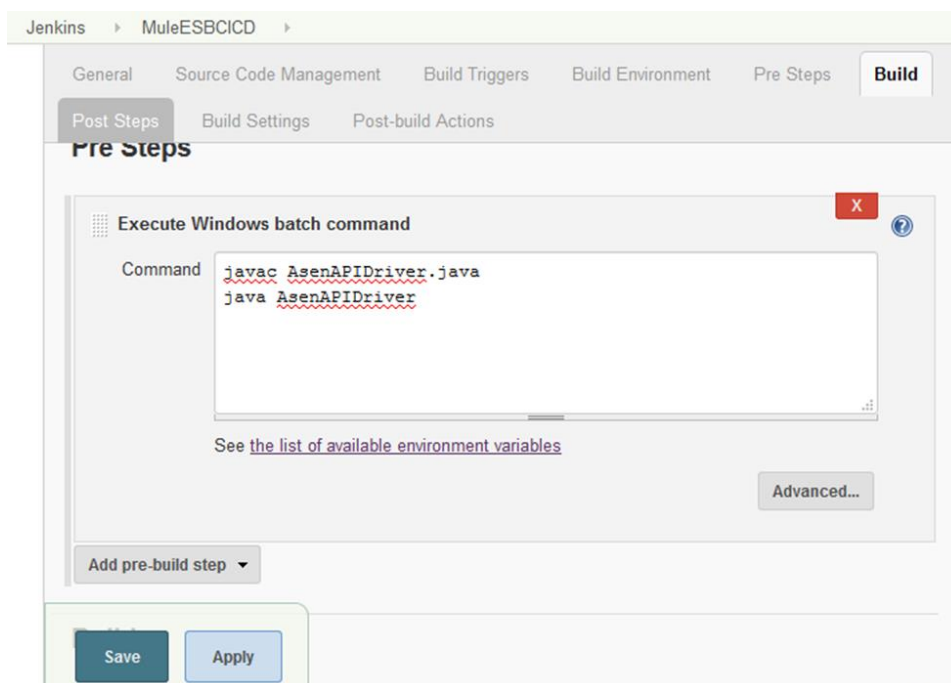 Jenkins MuleESBCICD
General Source Code Management Build Triggers Build Environment Pre Steps Build
Post Steps Build Settings Post-build Actions
Pre Steps
X
Execute Windows batch command
Command
javac AsenAPIDriver.java
java AsenAPIDriver
See the list of available environment variables
Advanced...
Add pre-build step
Save Apply